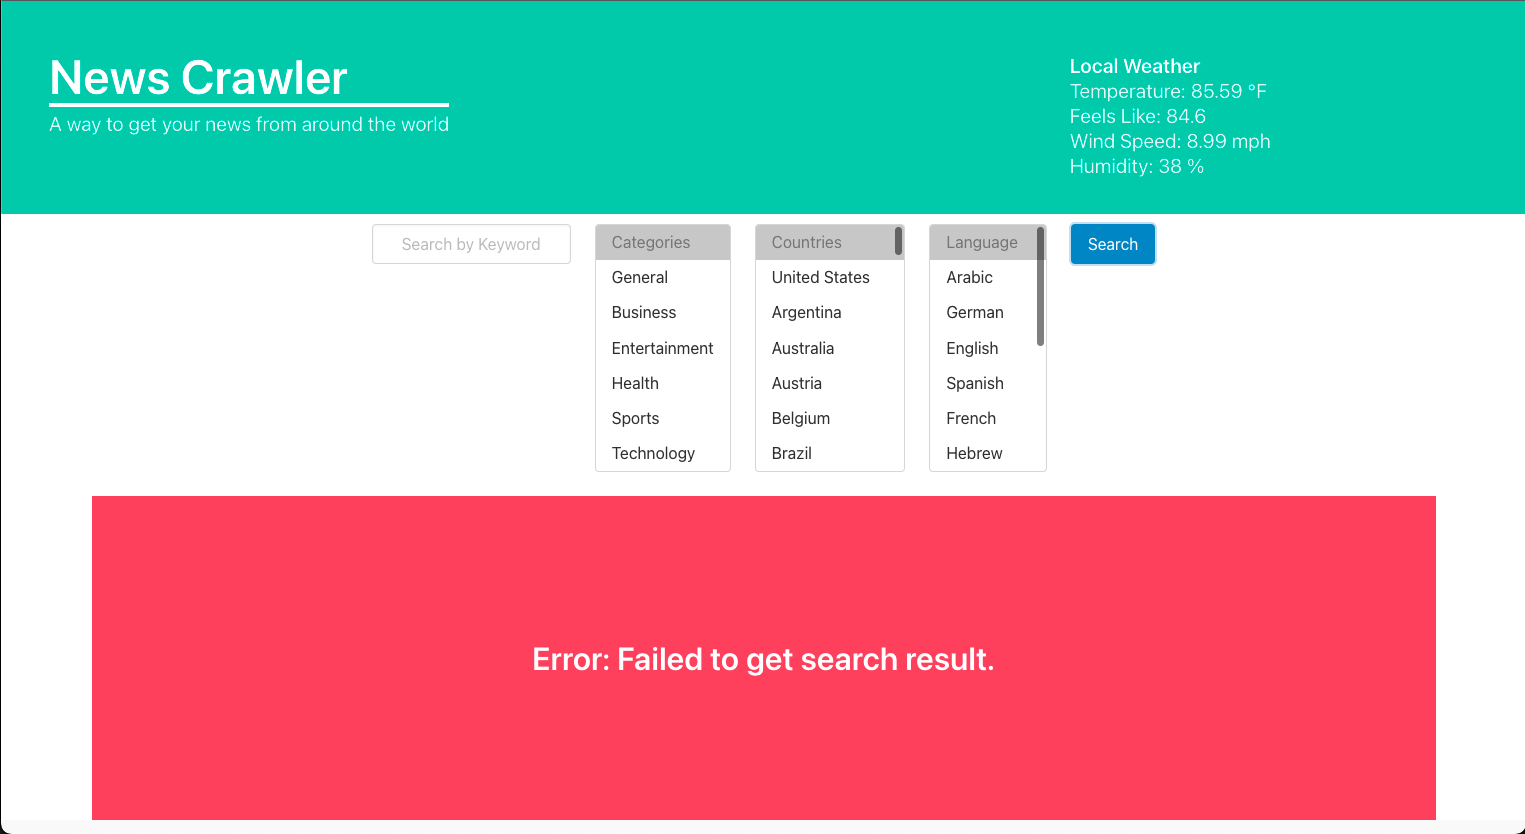 News Crawler
A way to get your news from around the world
Local Weather
Temperature: 85.59 °F
Feels Like: 84.6
Wind Speed: 8.99 mph
Humidity: 38 %
Search by Keyword
Categories
General
Business
Entertainment
Health
Sports
Technology
Countries
United States
Argentina
Australia
Austria
Belgium
Brazil
Language
Arabic
German
English
Spanish
French
Hebrew
Search
Error: Failed to get search result.